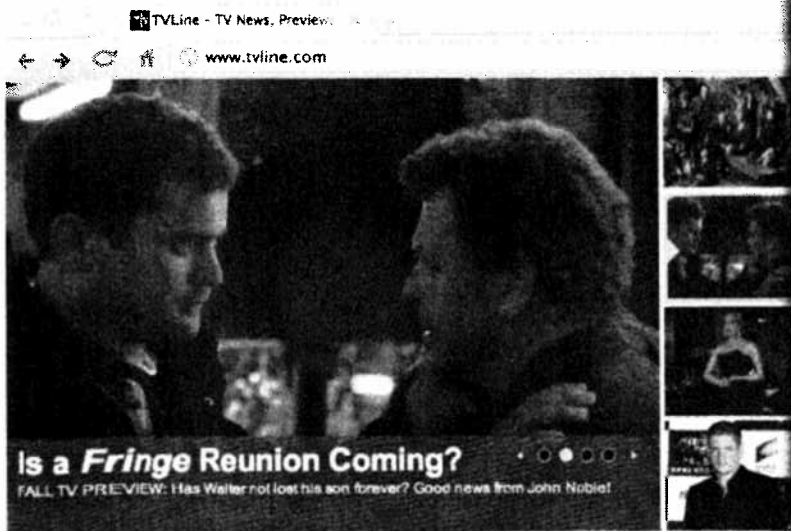 TVLine - TV News, Preview
www.tvline.com
Is a Fringe Reunion Coming?
FALL TV PREVIEW: Has Walter not lost his son forever? Good news from John Noble!